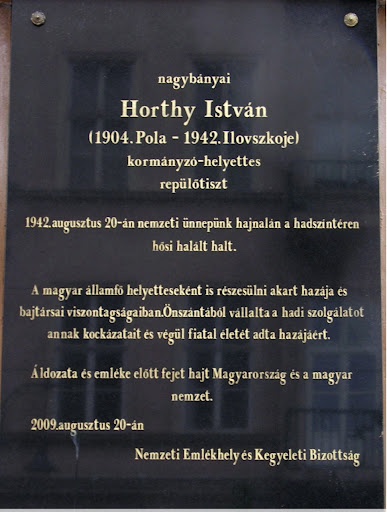 nagybányai
Horthy István
(1904. Pola - 1942. Ilovszkoje)
kormányzó-helyettes
repülőtiszt
1942.augusztus 20-án nemzeti ünnepünk hajnalán a hadszíntéren
hősi halált halt.
A magyar államfő helyetteseként is részesülni akart hazája és
bajtársai viszontagságaiban.Önszántából vállalta a hadi szolgálatot
annak kockázatait és végül fiatal életét adta hazájáért.
Áldozata és emléke előtt fejet hajt Magyarország és a magyar
nemzet.
2009.augusztus 20-án
Nemzeti Emlékhely és Kegyeleti Bizottság